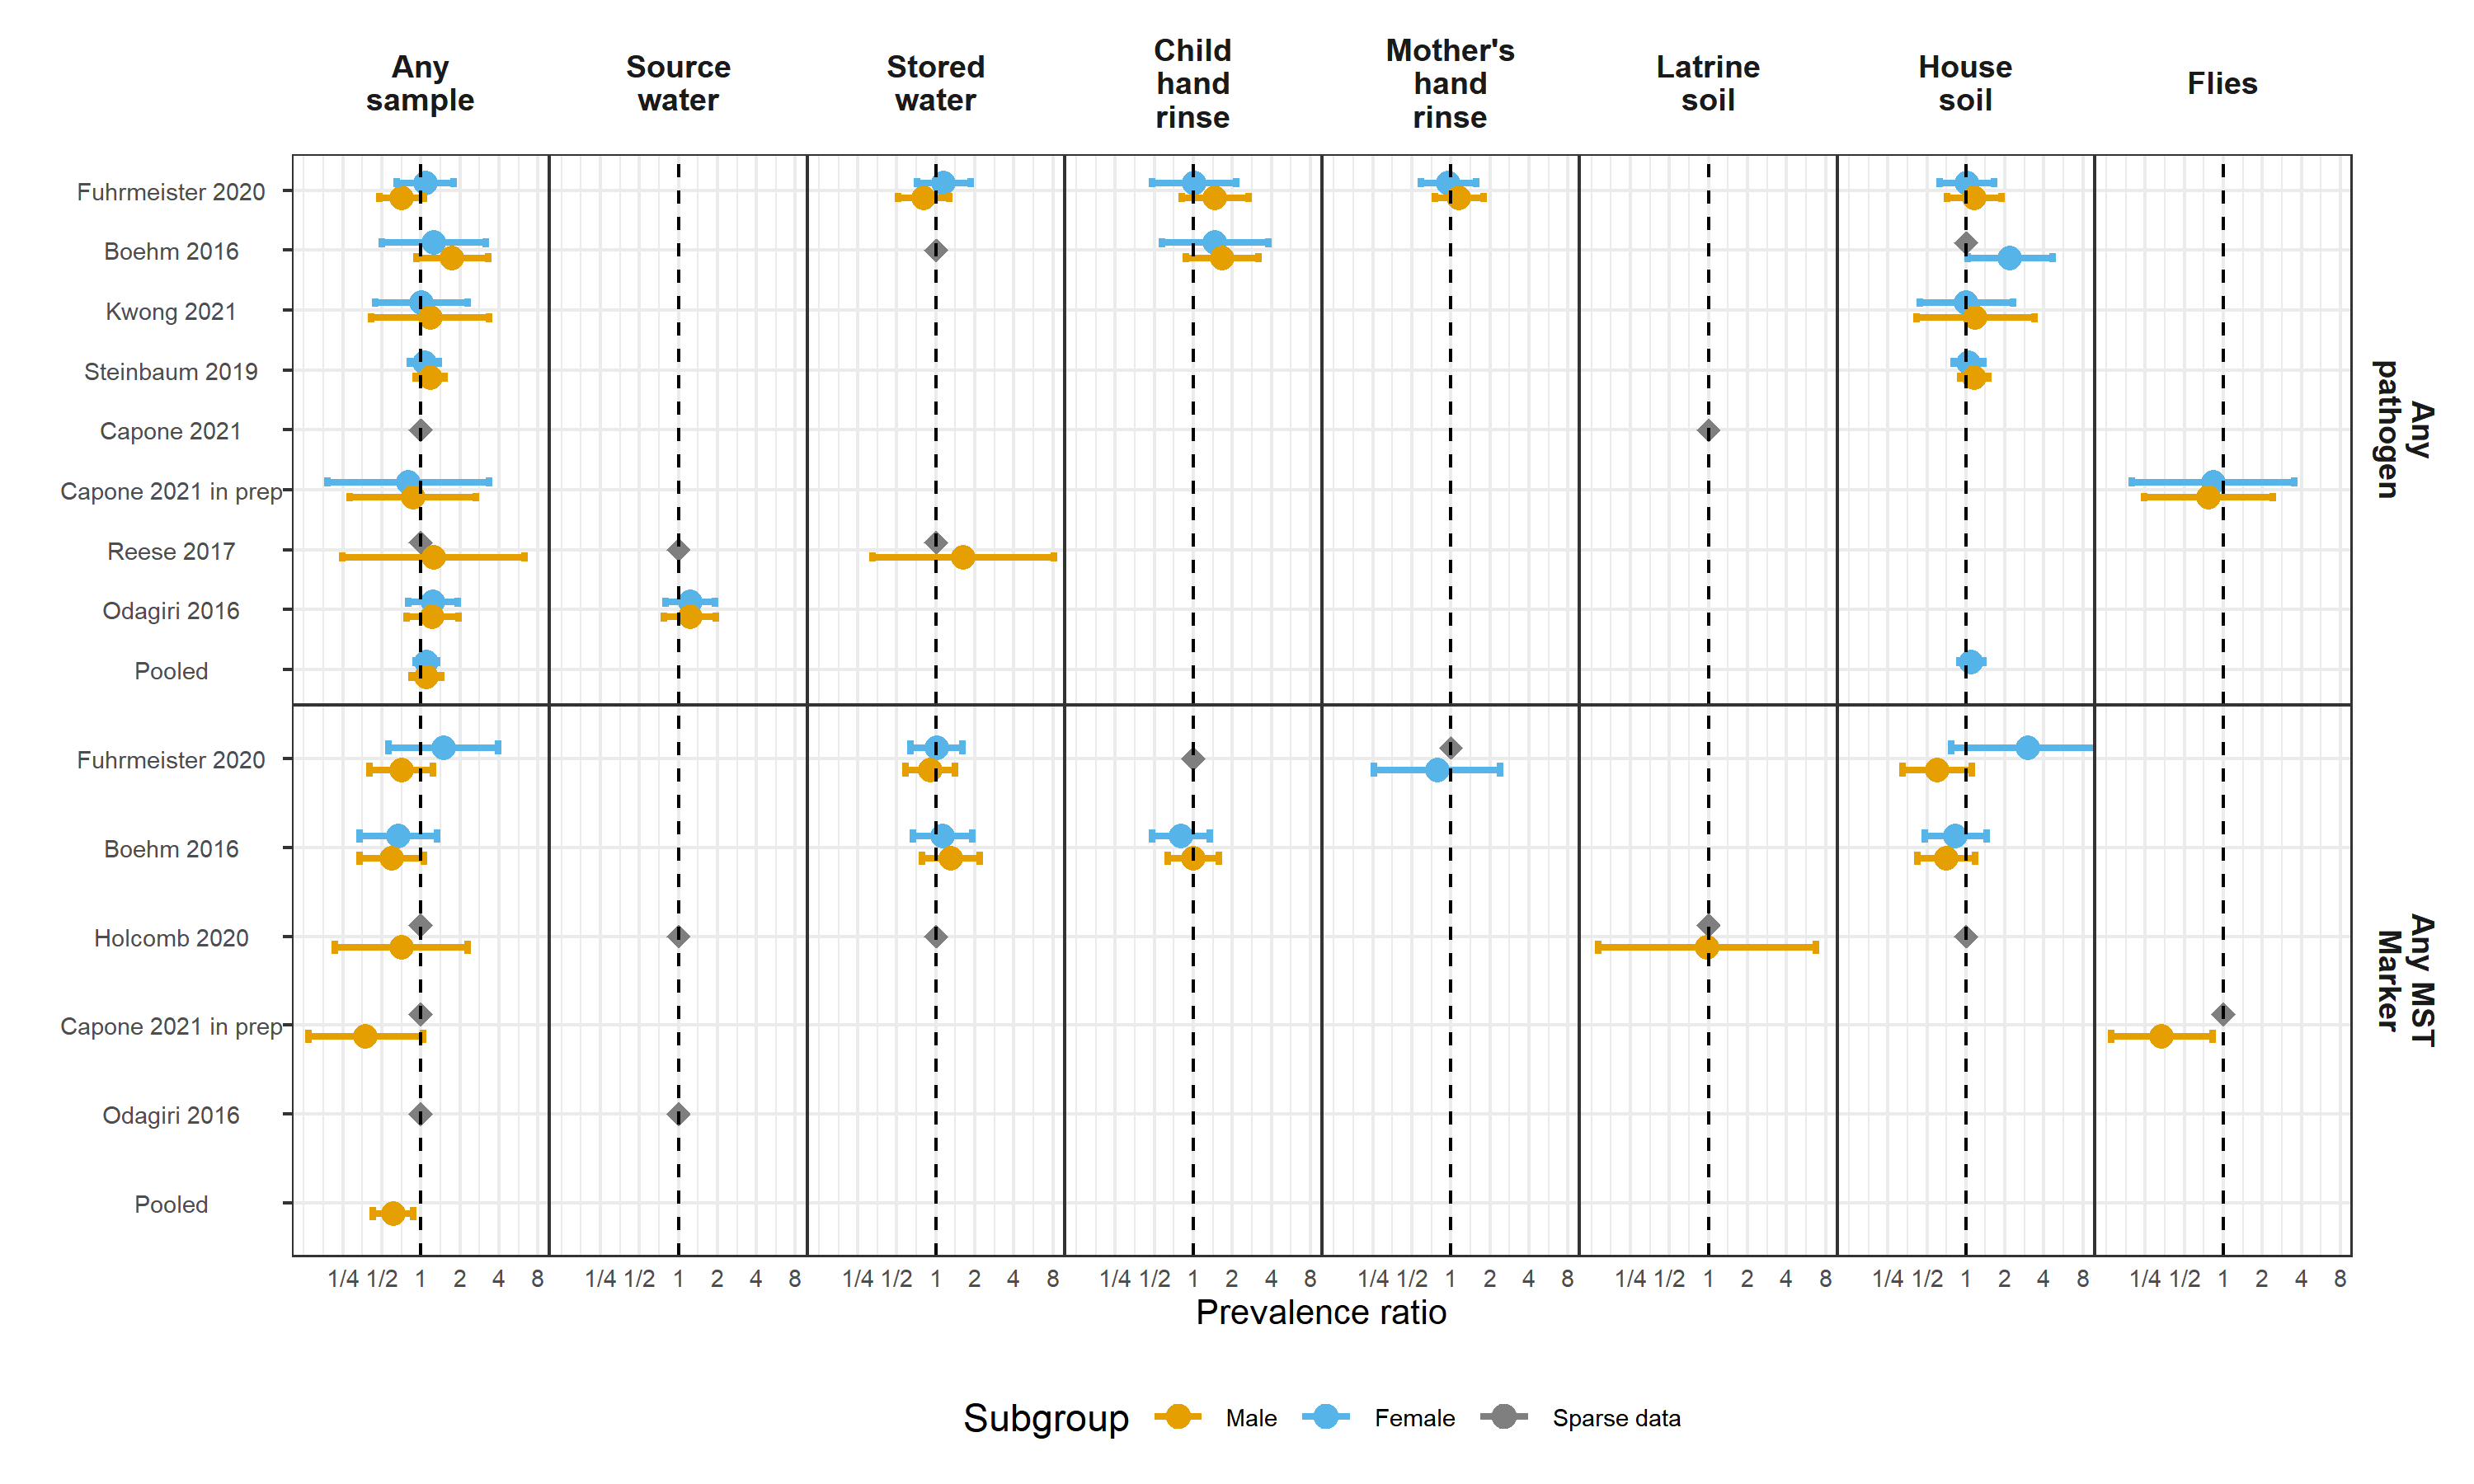 Any
sample
Source
water
Stored
water
Child
hand
rinse
Mother's
hand
rinse
Latrine
soil
House
soil
Flies
Fuhrmeister 2020
Boehm 2016
Kwong 2021
Steinbaum 2019
Capone 2021
Capone 2021 in prep
Reese 2017
Odagiri 2016
Pooled
Any
pathogen
Fuhrmeister 2020
Boehm 2016
Holcomb 2020
Capone 2021 in prep
Odagiri 2016
Pooled
Any MST
Marker
1/4 1/2 1 2 4 8
1/4 1/2 1 2 4 8
1/4 1/2 1 2 4 8
1/4 1/2 1 2 4 8
1/4 1/2 1 2 4 8
1/4 1/2 1 2 4 8
1/4 1/2 1 2 4 8
1/4 1/2 1 2 4 8
Prevalence ratio
Subgroup Male Female Sparse data